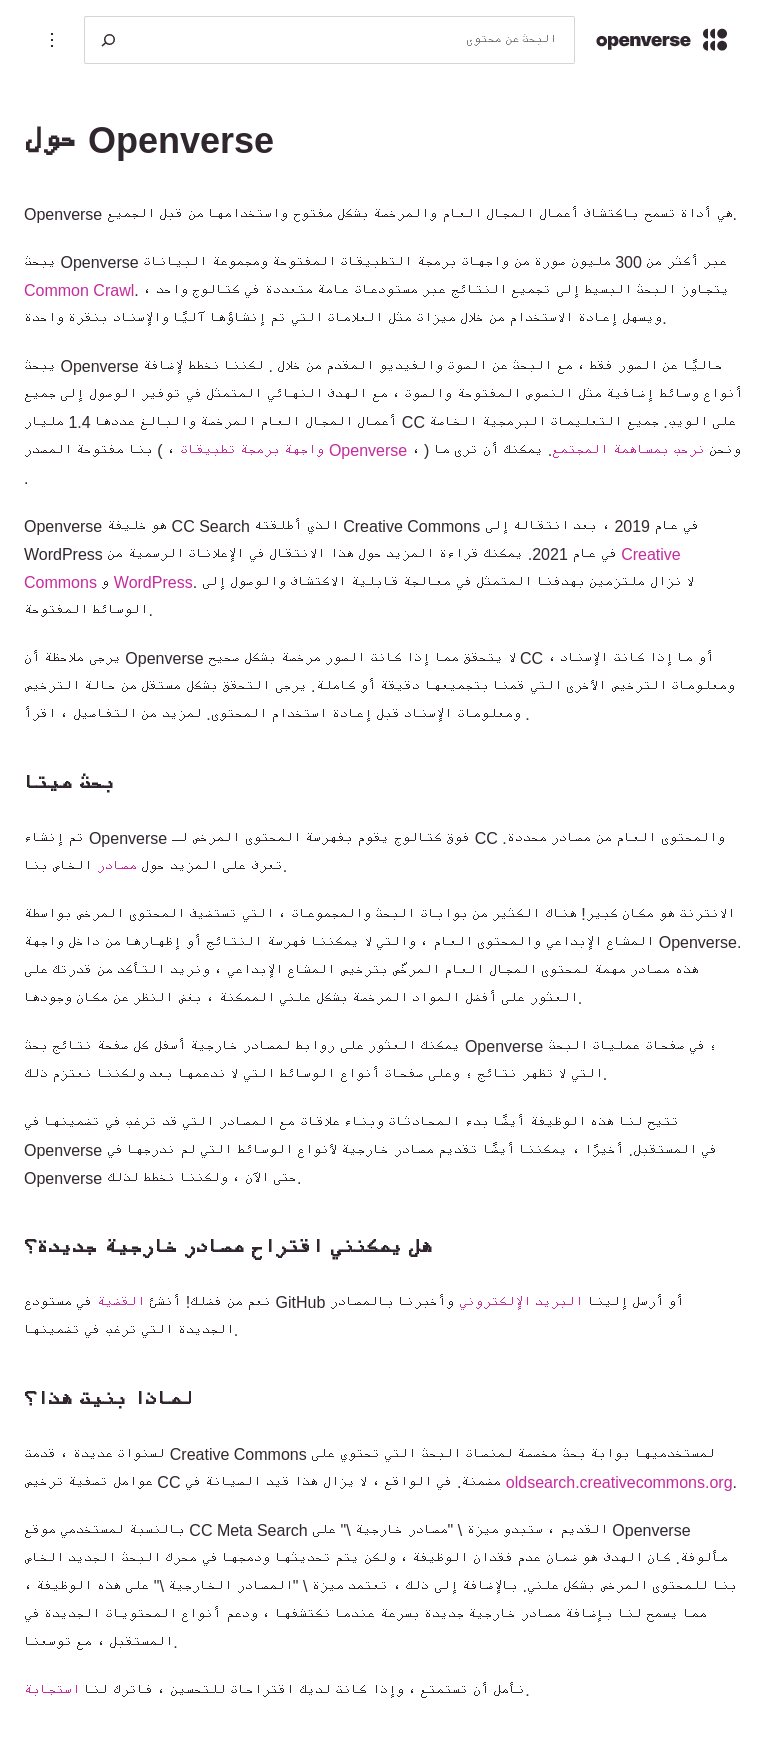 البحث عن محتوى
openverse
حول Openverse
Openverse هي أداة تسمح باكتشاف أعمال المجال العام والمرخصة بشكل مفتوح واستخدامها من قبل الجميع.
يبحث Openverse عبر أكثر من 300 مليون صورة من واجهات برمجة التطبيقات المفتوحة ومجموعة البيانات
Common Crawl. يتجاوز البحث البسيط إلى تجميع النتائج عبر مستودعات عامة متعددة في كتالوج واحد ،
ويسهل إعادة الاستخدام من خلال ميزات مثل العلامات التي تم إنشاؤها آليًا والإسناد بنقرة واحدة.
يبحث Openverse حاليًا عن الصور فقط ، مع البحث عن الصوت والفيديو المقدم من خلال . لكننا نخطط لإضافة
أنواع وسائط إضافية مثل النصوص المفتوحة والصوت ، مع الهدف النهائي المتمثل في توفير الوصول إلى جميع
أعمال المجال العام المرخصة والبالغ عددها 1.4 مليار CC على الويب. جميع التعليمات البرمجية الخاصة
واجهة برمجة تطبيقات ، ( بنا مفتوحة المصدر Openverse ونحن نرحب بمساهمة المجتمع. يمكنك أن ترى ما ) ،
.
Openverse هو خليفة CC Search الذي أطلقته Creative Commons في عام 2019 ، بعد انتقاله إلى
WordPress في عام 2021. يمكنك قراءة المزيد حول هذا الانتقال في الإعلانات الرسمية من Creative
Commons و WordPress. لا نزال ملتزمين بهدفنا المتمثل في معالجة قابلية الاكتشاف والوصول إلى
الوسائط المفتوحة.
يرجى ملاحظة أن Openverse لا يتحقق مما إذا كانت الصور مرخصة بشكل صحيح CC أو ما إذا كانت الإسناد ،
ومعلومات الترخيص الأخرى التي قمنا بتجميعها دقيقة أو كاملة. يرجى التحقق بشكل مستقل من حالة الترخيص
ومعلومات الإسناد قبل إعادة استخدام المحتوى. لمزيد من التفاصيل ، اقرأ .
بحث ميتا
تم إنشاء Openverse فوق كتالوج يقوم بفهرسة المحتوى المرخص لـ CC والمحتوى العام من مصادر محددة.
تعرف على المزيد حول مصادر الخاص بنا.
الانترنت هو مكان كبير! هناك الكثير من بوابات البحث والمجموعات ، التي تستضيف المحتوى المرخص بواسطة
المشاع الإبداعي والمحتوى العام ، والتي لا يمكننا فهرسة النتائج أو إظهارها من داخل واجهة Openverse.
هذه مصادر مهمة لمحتوى المجال العام المرخّص بترخيص المشاع الإبداعي ، ونريد التأكد من قدرتك على
العثور على أفضل المواد المرخصة بشكل علني الممكنة ، بغض النظر عن مكان وجودها.
يمكنك العثور على روابط لمصادر خارجية أسفل كل صفحة نتائج بحث Openverse ، في صفحات عمليات البحث
التي لا تظهر نتائج ، وعلى صفحات أنواع الوسائط التي لا ندعمها بعد ولكننا نعتزم ذلك.
تتيح لنا هذه الوظيفة أيضًا بدء المحادثات وبناء علاقات مع المصادر التي قد ترغب في تضمينها في
Openverse في المستقبل. أخيرًا ، يمكننا أيضًا تقديم مصادر خارجية لأنواع الوسائط التي لم ندرجها في
Openverse حتى الآن ، ولكننا نخطط لذلك.
هل يمكنني اقتراح مصادر خارجية جديدة؟
نعم من فضلك! أنشئ القضية في مستودع GitHub أو أرسل إلينا البريد الإلكتروني وأخبرنا بالمصادر
الجديدة التي ترغب في تضمينها.
لماذا بنيت هذا؟
لسنوات عديدة ، قدمت Creative Commons لمستخدميها بوابة بحث مخصصة لمنصات البحث التي تحتوي على
عوامل تصفية ترخيص CC مضمنة. في الواقع ، لا يزال هذا قيد الصيانة في oldsearch.creativecommons.org.
بالنسبة لمستخدمي موقع CC Meta Search القديم ، ستبدو ميزة \ "مصادر خارجية \" على Openverse
مألوفة. كان الهدف هو ضمان عدم فقدان الوظيفة ، ولكن يتم تحديثها ودمجها في محرك البحث الجديد الخاص
بنا للمحتوى المرخص بشكل علني. بالإضافة إلى ذلك ، تعتمد ميزة \ "المصادر الخارجية \" على هذه الوظيفة ،
مما يسمح لنا بإضافة مصادر خارجية جديدة بسرعة عندما نكتشفها ، ودعم أنواع المحتويات الجديدة في
المستقبل ، مع توسعنا.
نأمل أن تستمتع ، وإذا كانت لديك اقتراحات للتحسين ، فاترك لنا استجابة.